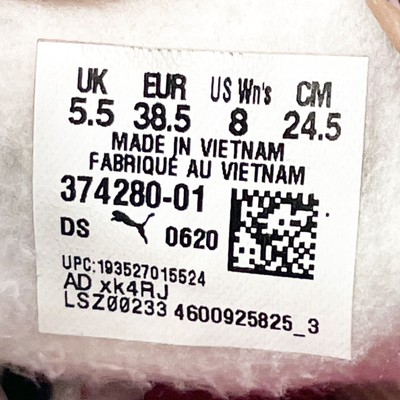 UK EUR US Wn's CM
5.5 38.5 8 24.5
MADE IN VIETNAM
FABRIQUÉ AU VIETNAM
374280-01
DS 0620
UPC:193527015524
AD xk4RJ
LSZ00233 4600925825_3